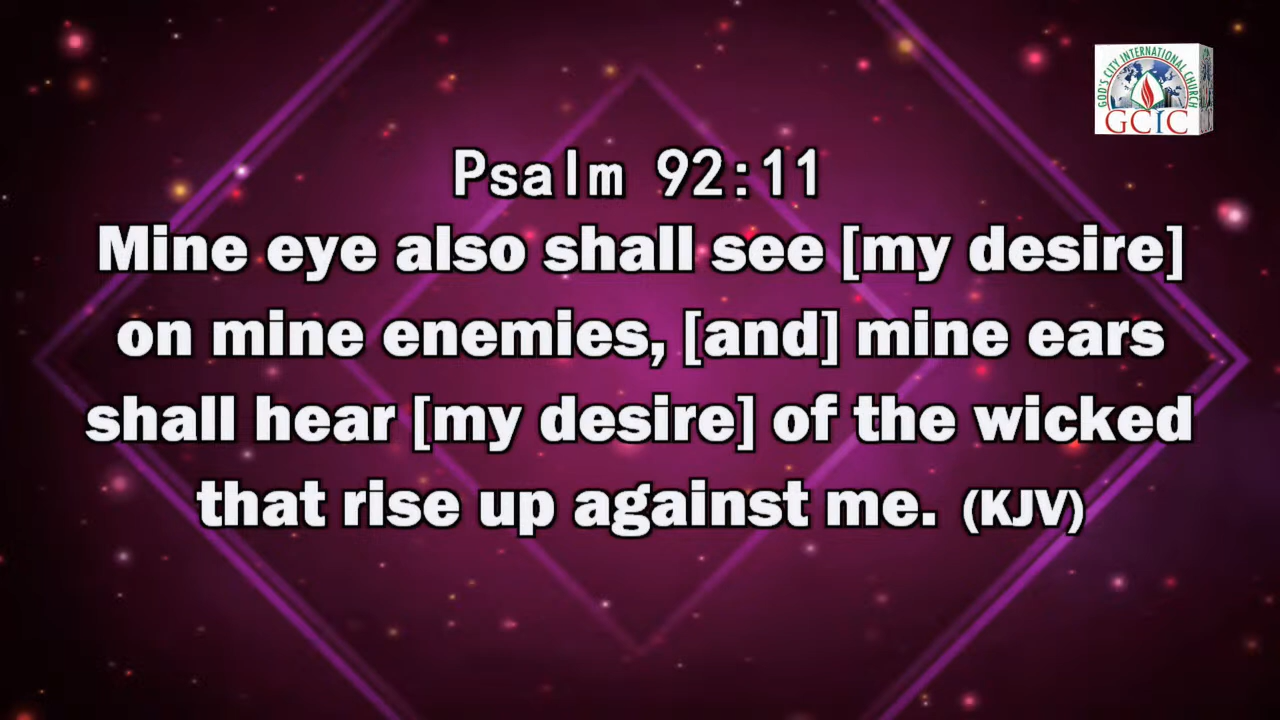 GOD'S CITY INTERNATIONAL CHURCH
GCIC
Psalm 92:11
Mine eye also shall see [my desire]
on mine enemies, [and] mine ears
shall hear [my desire] of the wicked
that rise up against me. (KJV)